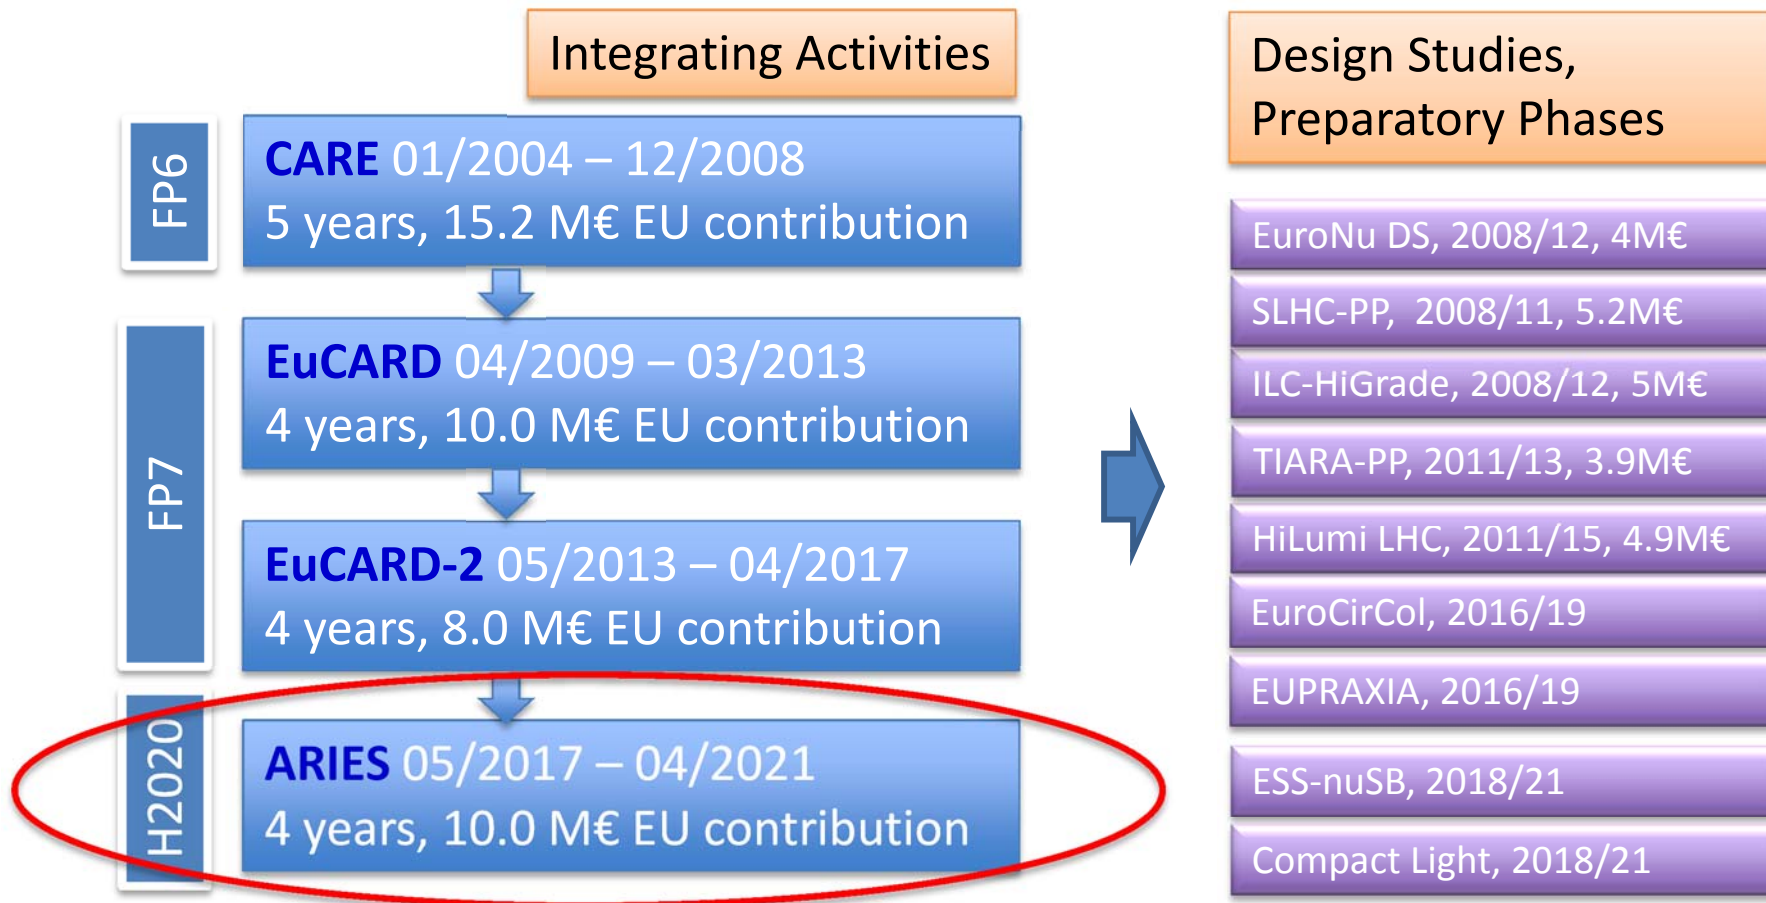 Integrating Activities
FP6
CARE 01/2004 – 12/2008
5 years, 15.2 M€ EU contribution
FP7
EuCARD 04/2009 – 03/2013
4 years, 10.0 M€ EU contribution
EuCARD-2 05/2013 – 04/2017
4 years, 8.0 M€ EU contribution
H2020
ARIES 05/2017 – 04/2021
4 years, 10.0 M€ EU contribution
Design Studies,
Preparatory Phases
EuroNu DS, 2008/12, 4M€
SLHC-PP, 2008/11, 5.2M€
ILC-HiGrade, 2008/12, 5M€
TIARA-PP, 2011/13, 3.9M€
HiLumi LHC, 2011/15, 4.9M€
EuroCirCol, 2016/19
EUPRAXIA, 2016/19
ESS-nuSB, 2018/21
Compact Light, 2018/21